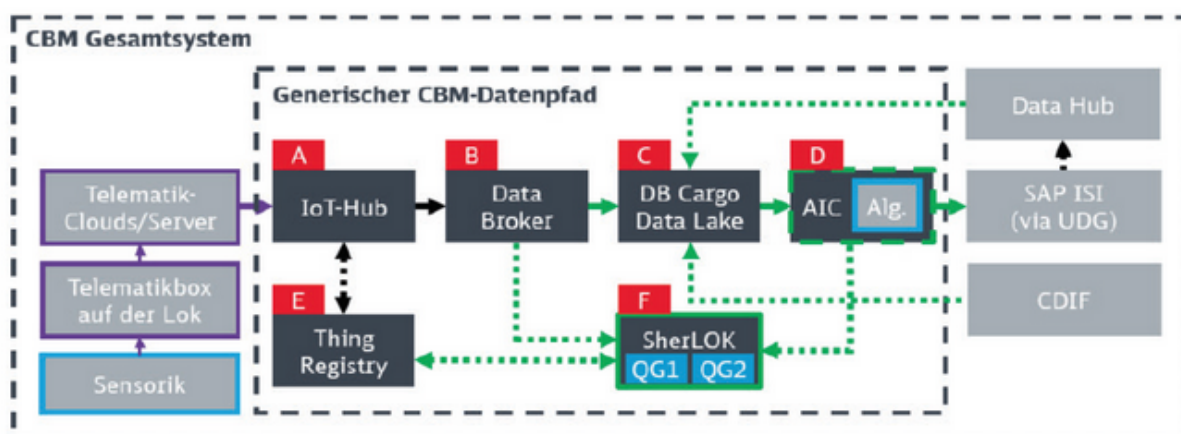 CBM Gesamtsystem
Generischer CBM-Datenpfad
Data Hub
A
B
C
D
Telematik-
Clouds/Server
IoT-Hub
Data
Broker
DB Cargo
Data Lake
AIC
Alg.
SAP ISI
(via UDG)
Telematikbox
auf der Lok
E
F
CDIF
Thing
Registry
SherLOK
QG1
QG2
Sensorik